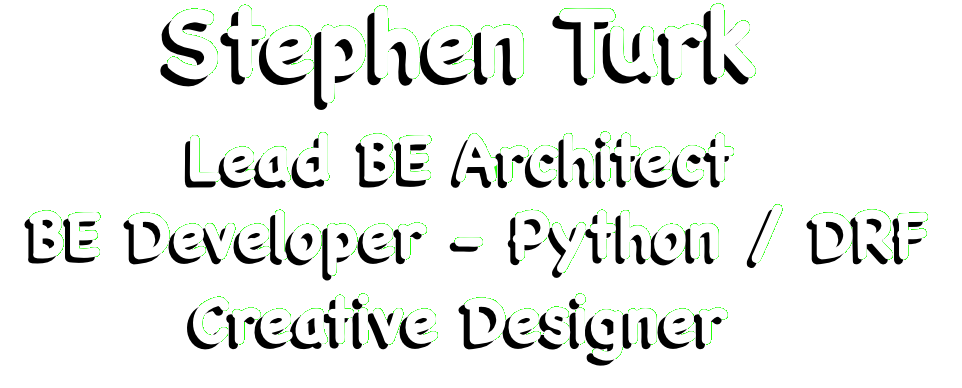 Stephen Turk
Lead BE Architect
BE Developer - Python / DRF
Creative Designer